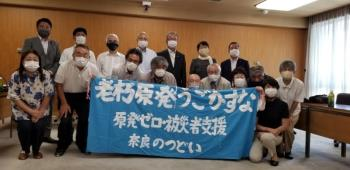 老朽原発うごかすな
原発ゼロ・被災者支援
奈良のつどい